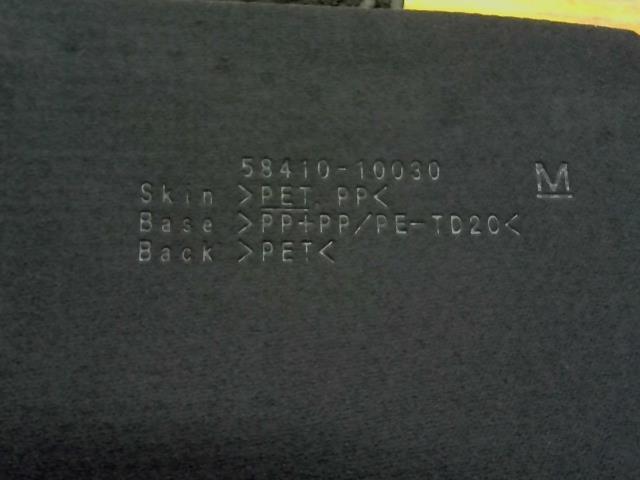 58410-10030
M
Skin >PET, PP<
Base >PP+PP/PE-TD20<
Back >PET<